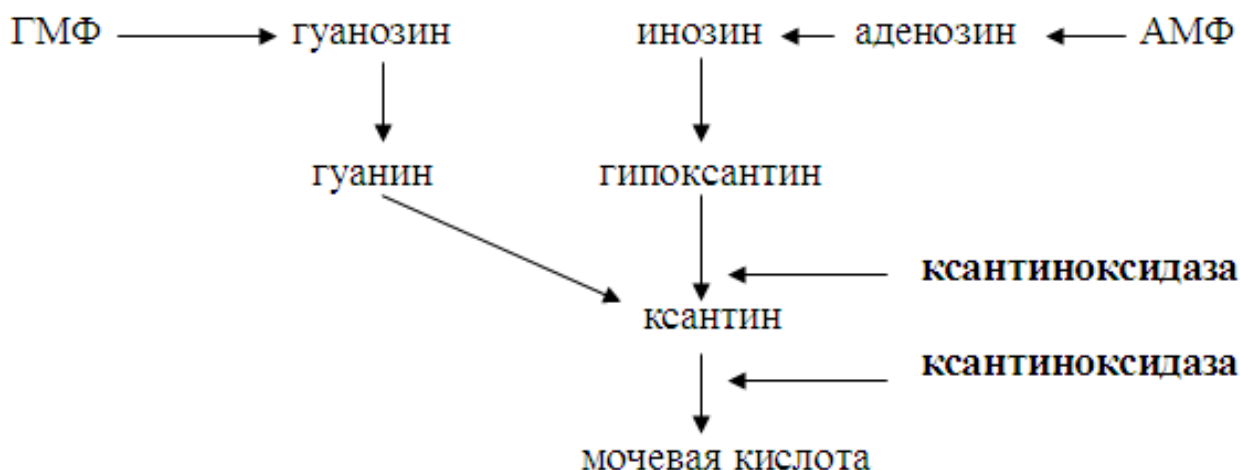 ГМФ гуанозин инозин аденозин АМФ
гуанин гипоксантин
ксантиноксидаза
ксантин
ксантиноксидаза
мочевая кислота